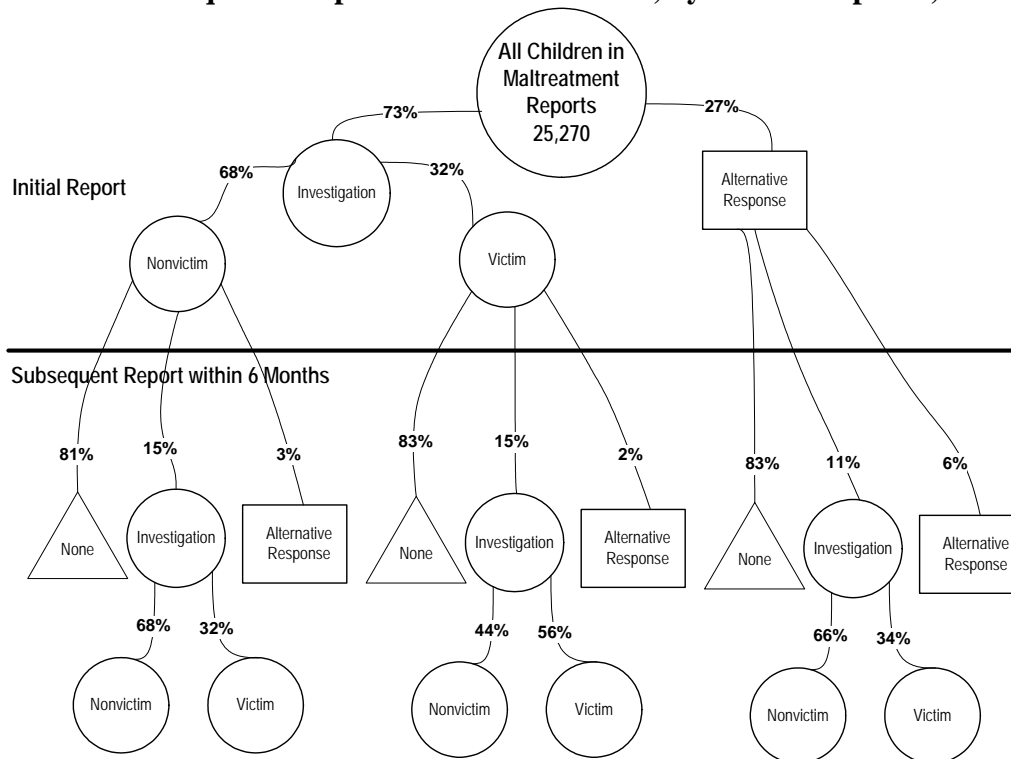 All Children in
Maltreatment
Reports
25,270
73%
27%
Initial Report
68%
Investigation
32%
Alternative
Response
Nonvictim
Victim
Subsequent Report within 6 Months
81%
15%
3%
83%
15%
2%
83%
11%
6%
None
Investigation
Alternative
Response
None
Investigation
Alternative
Response
None
Investigation
Alternative
Response
68%
32%
44%
56%
66%
34%
Nonvictim
Victim
Nonvictim
Victim
Nonvictim
Victim